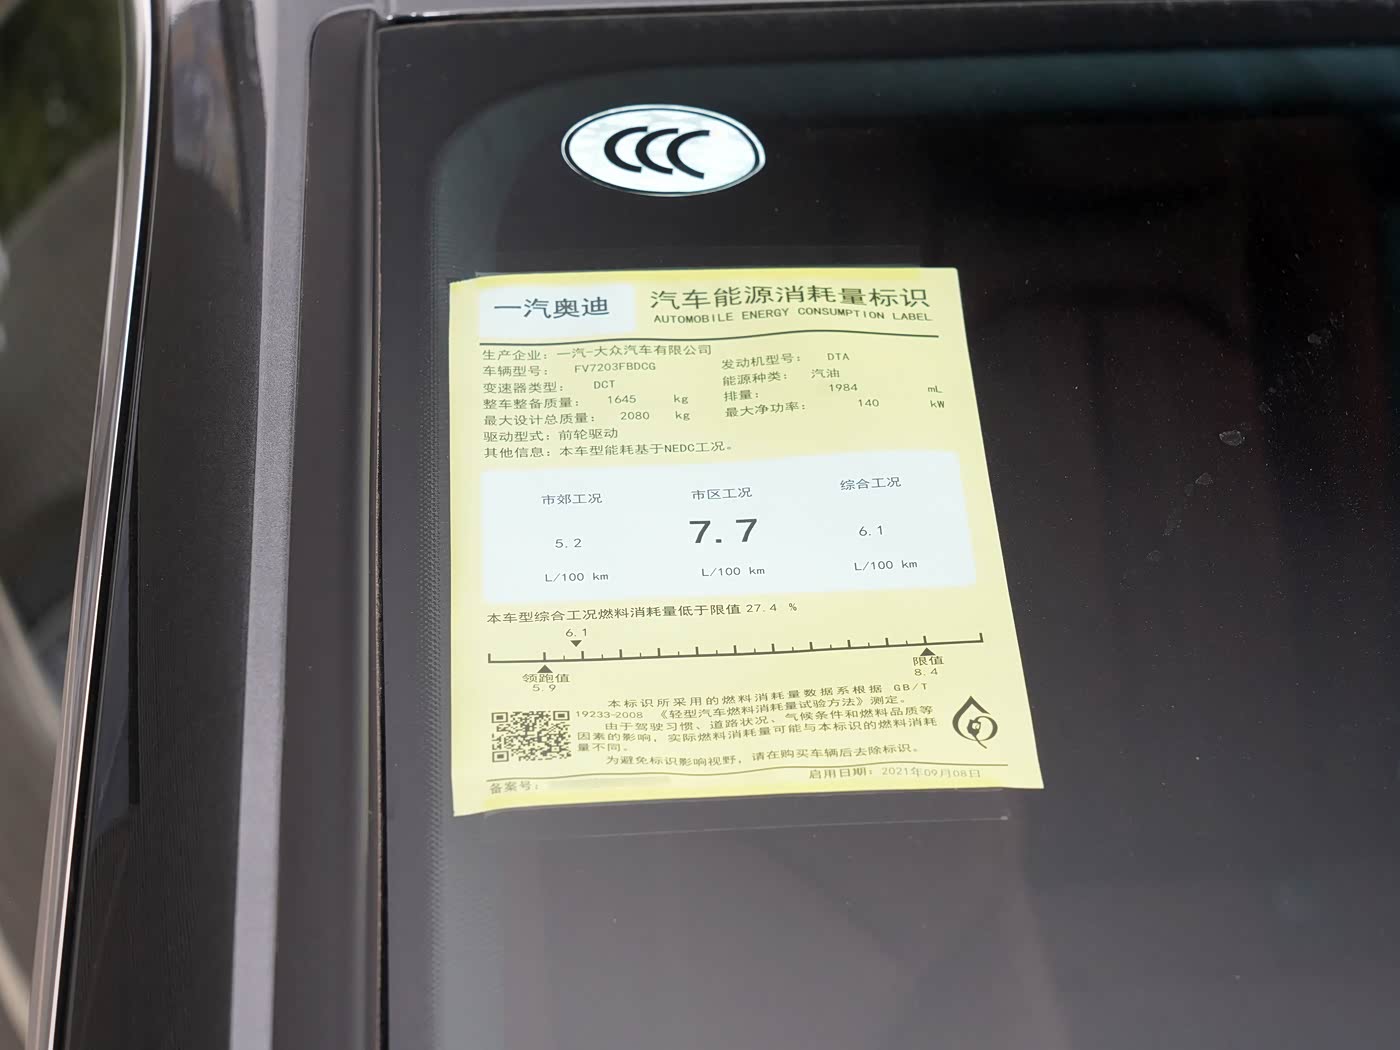 CCC
一汽奥迪
汽车能源消耗量标识
AUTOMOBILE ENERGY CONSUMPTION LABEL
生产企业：一汽-大众汽车有限公司
车辆型号： FV7203FBDCG 发动机型号： DTA
变速器类型： DCT 能源种类： 汽油
整车整备质量： 1645 kg 排量： 1984 mL
最大设计总质量： 2080 kg 最大净功率： 140 kW
驱动型式：前轮驱动
其他信息：本车型能耗基于NEDC工况。
市郊工况 市区工况 综合工况
5.2 7.7 6.1
L/100 km L/100 km L/100 km
本车型综合工况燃料消耗量低于限值 27.4 %
6.1
领跑值 限值
5.9 8.4
本标识所采用的燃料消耗量数据系根据 GB/T
19233-2008 《轻型汽车燃料消耗量试验方法》测定。
由于驾驶习惯、道路状况、气候条件和燃料品质等
因素的影响，实际燃料消耗量可能与本标识的燃料消耗
量不同。
为避免标识影响视野，请在购买车辆后去除标识。
备案号： 启用日期：2021年09月08日